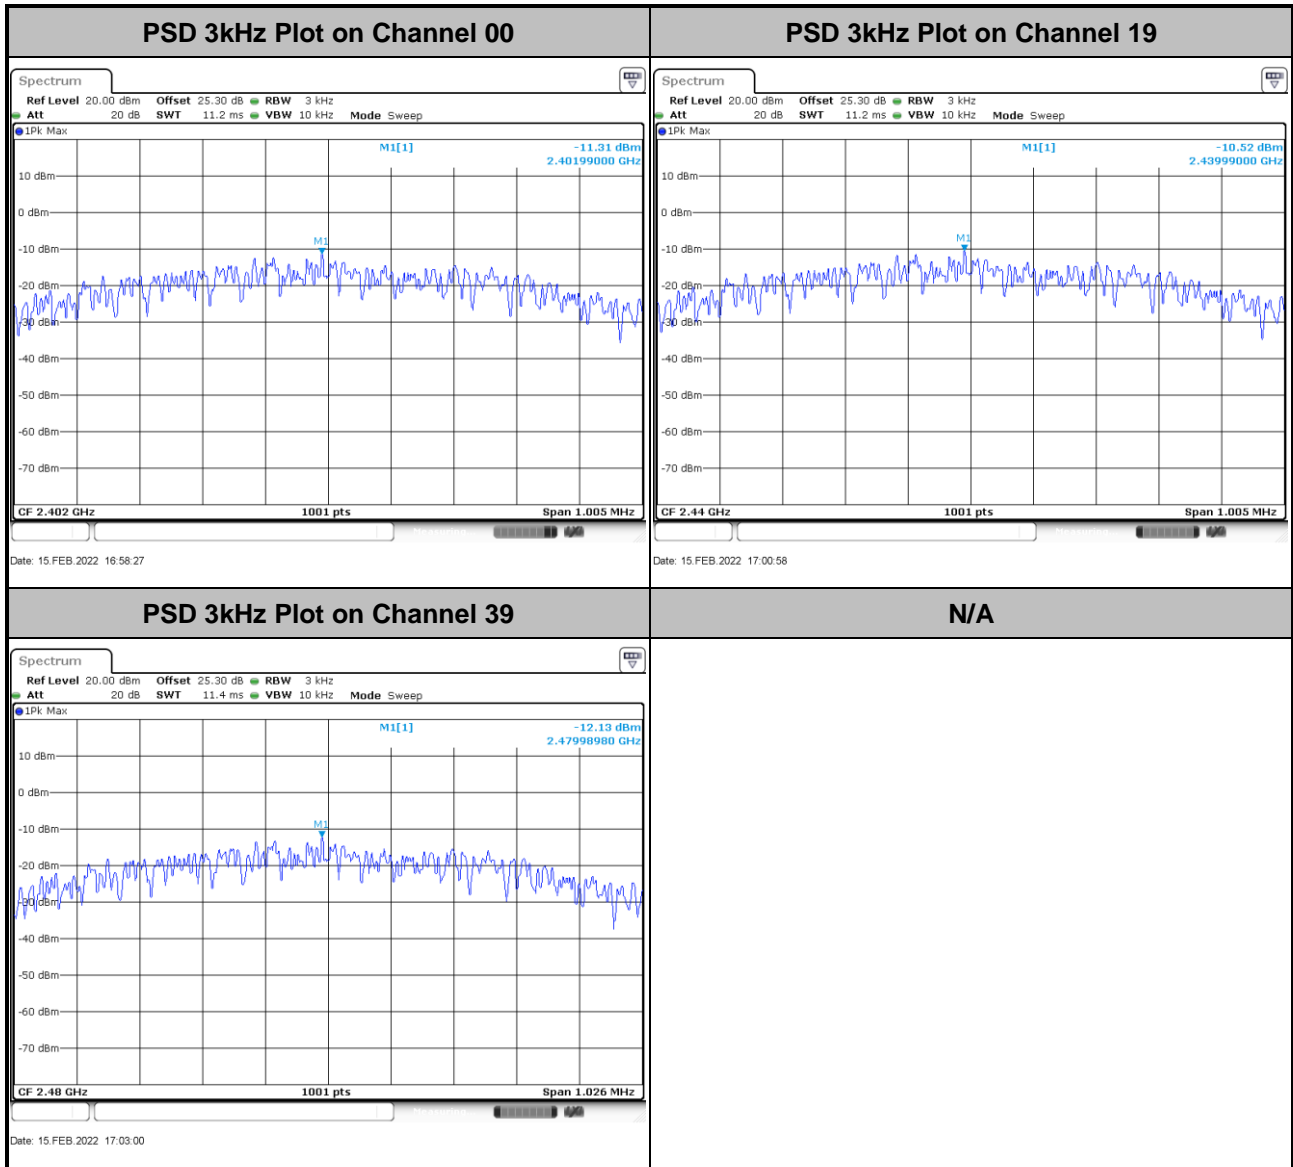 PSD 3kHz Plot on Channel 00
Spectrum
Ref Level 20.00 dBm Offset 25.30 dB RBW 3 kHz
Att 20 dB SWT 11.2 ms VBW 10 kHz Mode Sweep
1Pk Max
M1[1] -11.31 dBm
2.40199000 GHz
10 dBm
0 dBm
M1
-10 dBm
-20 dBm
-30 dBm
-40 dBm
-50 dBm
-60 dBm
-70 dBm
CF 2.402 GHz 1001 pts Span 1.005 MHz
Measuring...
Date: 15.FEB.2022 16:58:27
PSD 3kHz Plot on Channel 19
Spectrum
Ref Level 20.00 dBm Offset 25.30 dB RBW 3 kHz
Att 20 dB SWT 11.2 ms VBW 10 kHz Mode Sweep
1Pk Max
M1[1] -10.52 dBm
2.43999000 GHz
10 dBm
0 dBm
M1
-10 dBm
-20 dBm
-30 dBm
-40 dBm
-50 dBm
-60 dBm
-70 dBm
CF 2.44 GHz 1001 pts Span 1.005 MHz
Measuring...
Date: 15.FEB.2022 17:00:58
PSD 3kHz Plot on Channel 39
Spectrum
Ref Level 20.00 dBm Offset 25.30 dB RBW 3 kHz
Att 20 dB SWT 11.4 ms VBW 10 kHz Mode Sweep
1Pk Max
M1[1] -12.13 dBm
2.47998980 GHz
10 dBm
0 dBm
-10 dBm
M1
-20 dBm
-30 dBm
-40 dBm
-50 dBm
-60 dBm
-70 dBm
CF 2.48 GHz 1001 pts Span 1.026 MHz
Measuring...
Date: 15.FEB.2022 17:03:00
N/A